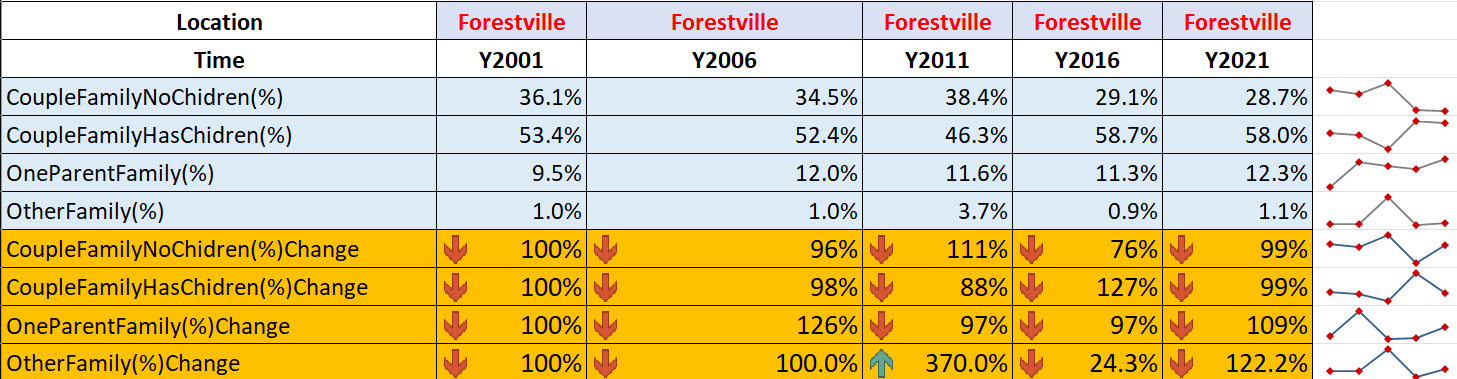 Location Forestville Forestville Forestville Forestville Forestville
Time Y2001 Y2006 Y2011 Y2016 Y2021
CoupleFamilyNoChidren(%) 36.1% 34.5% 38.4% 29.1% 28.7%
CoupleFamilyHasChidren(%) 53.4% 52.4% 46.3% 58.7% 58.0%
OneParentFamily(%) 9.5% 12.0% 11.6% 11.3% 12.3%
OtherFamily(%) 1.0% 1.0% 3.7% 0.9% 1.1%
CoupleFamilyNoChidren(%)Change 100% 96% 111% 76% 99%
CoupleFamilyHasChidren(%)Change 100% 98% 88% 127% 99%
OneParentFamily(%)Change 100% 126% 97% 97% 109%
OtherFamily(%)Change 100% 100.0% 370.0% 24.3% 122.2%